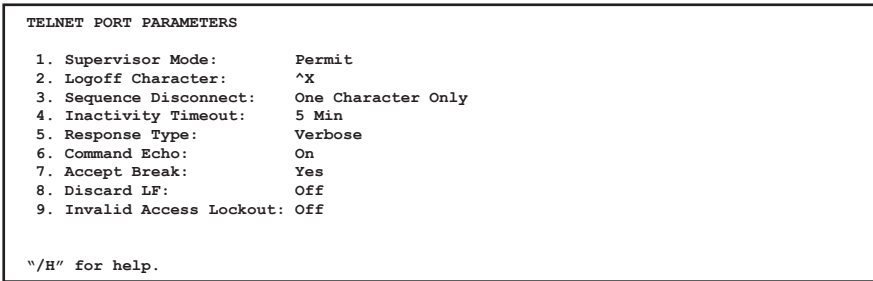 TELNET PORT PARAMETERS
1. Supervisor Mode: Permit
2. Logoff Character: ^X
3. Sequence Disconnect: One Character Only
4. Inactivity Timeout: 5 Min
5. Response Type: Verbose
6. Command Echo: On
7. Accept Break: Yes
8. Discard LF: Off
9. Invalid Access Lockout: Off
“/H” for help.